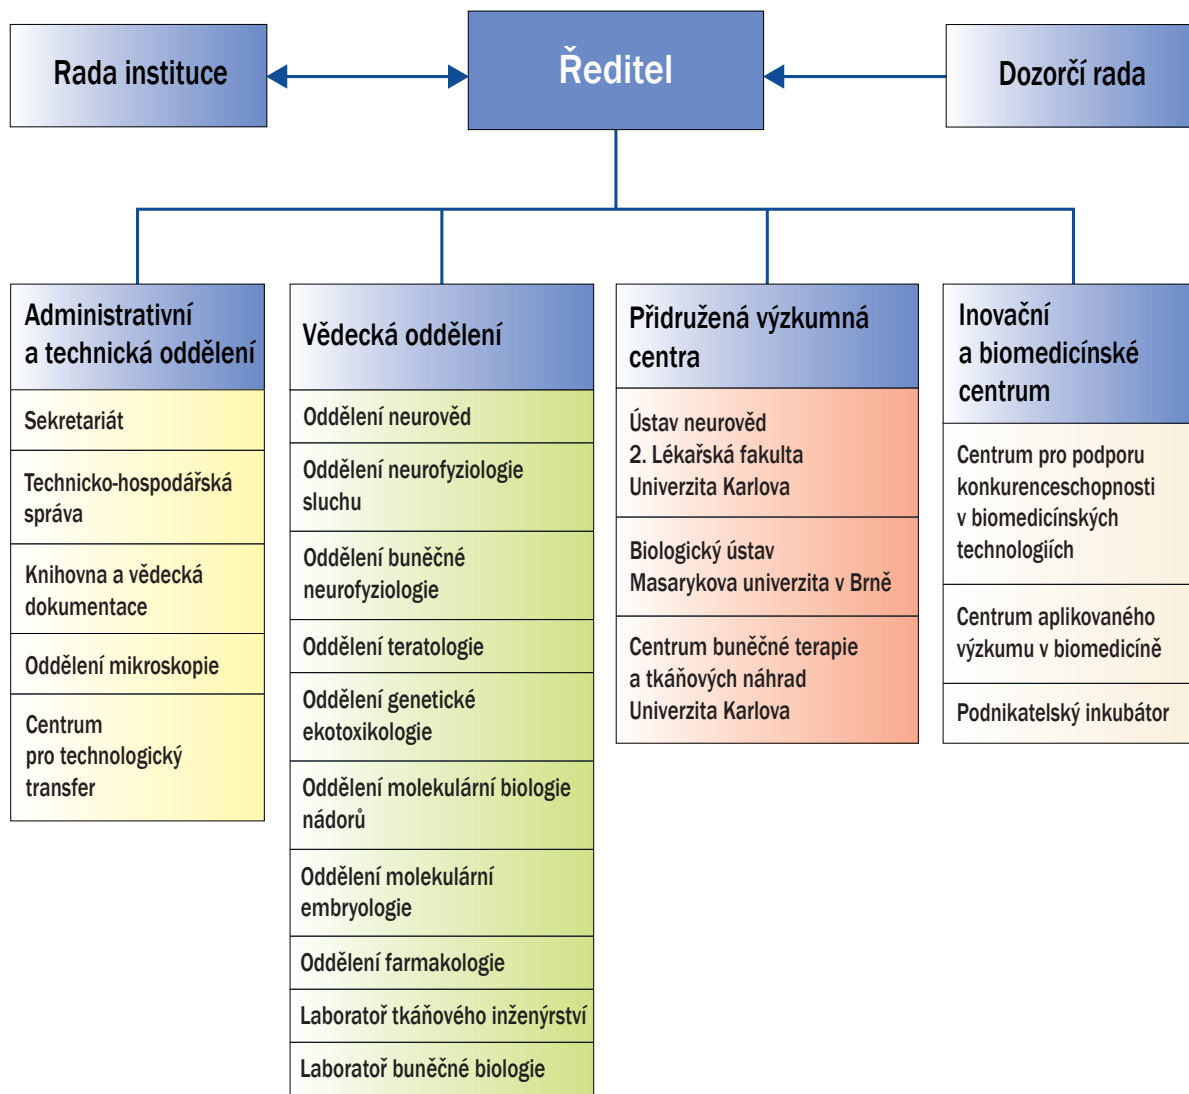 Rada instituce
Ředitel
Dozorčí rada
Administrativní
a technická oddělení
Sekretariát
Technicko-hospodářská
správa
Knihovna a vědecká
dokumentace
Oddělení mikroskopie
Centrum
pro technologický
transfer
Vědecká oddělení
Oddělení neurověd
Oddělení neurofyziologie
sluchu
Oddělení buněčné
neurofyziologie
Oddělení teratologie
Oddělení genetické
ekotoxikologie
Oddělení molekulární biologie
nádorů
Oddělení molekulární
embryologie
Oddělení farmakologie
Laboratoř tkáňového inženýrství
Laboratoř buněčné biologie
Přidružená výzkumná
centra
Ústav neurověd
2. Lékařská fakulta
Univerzita Karlova
Biologický ústav
Masarykova univerzita v Brně
Centrum buněčné terapie
a tkáňových náhrad
Univerzita Karlova
Inovační
a biomedicínské
centrum
Centrum pro podporu
konkurenceschopnosti
v biomedicínských
technologiích
Centrum aplikovaného
výzkumu v biomedicíně
Podnikatelský inkubátor